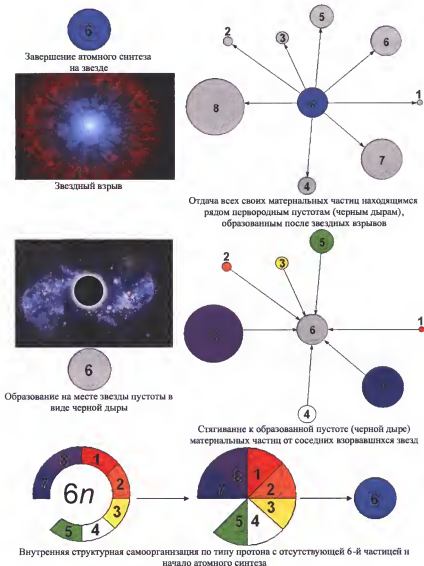 6
Завершение атомного синтеза
на звезде
Звездный взрыв
2
3
5
6
8
6
1
7
4
Отдача всех своих материальных частиц находящимся
рядом первородным пустотам (черным дырам),
образованным после звездных взрывов
6
Образование на месте звезды пустоты в
виде черной дыры
2
3
5
6
1
4
Стягивание к образованной пустоте (черной дыре)
материальных частиц от соседних взорвавшихся звезд
7
8
1
2
3
4
5
6n
7
8
1
2
3
4
5
6
Внутренняя структурная самоорганизация по типу протона с отсутствующей 6-й частицей и
начало атомного синтеза